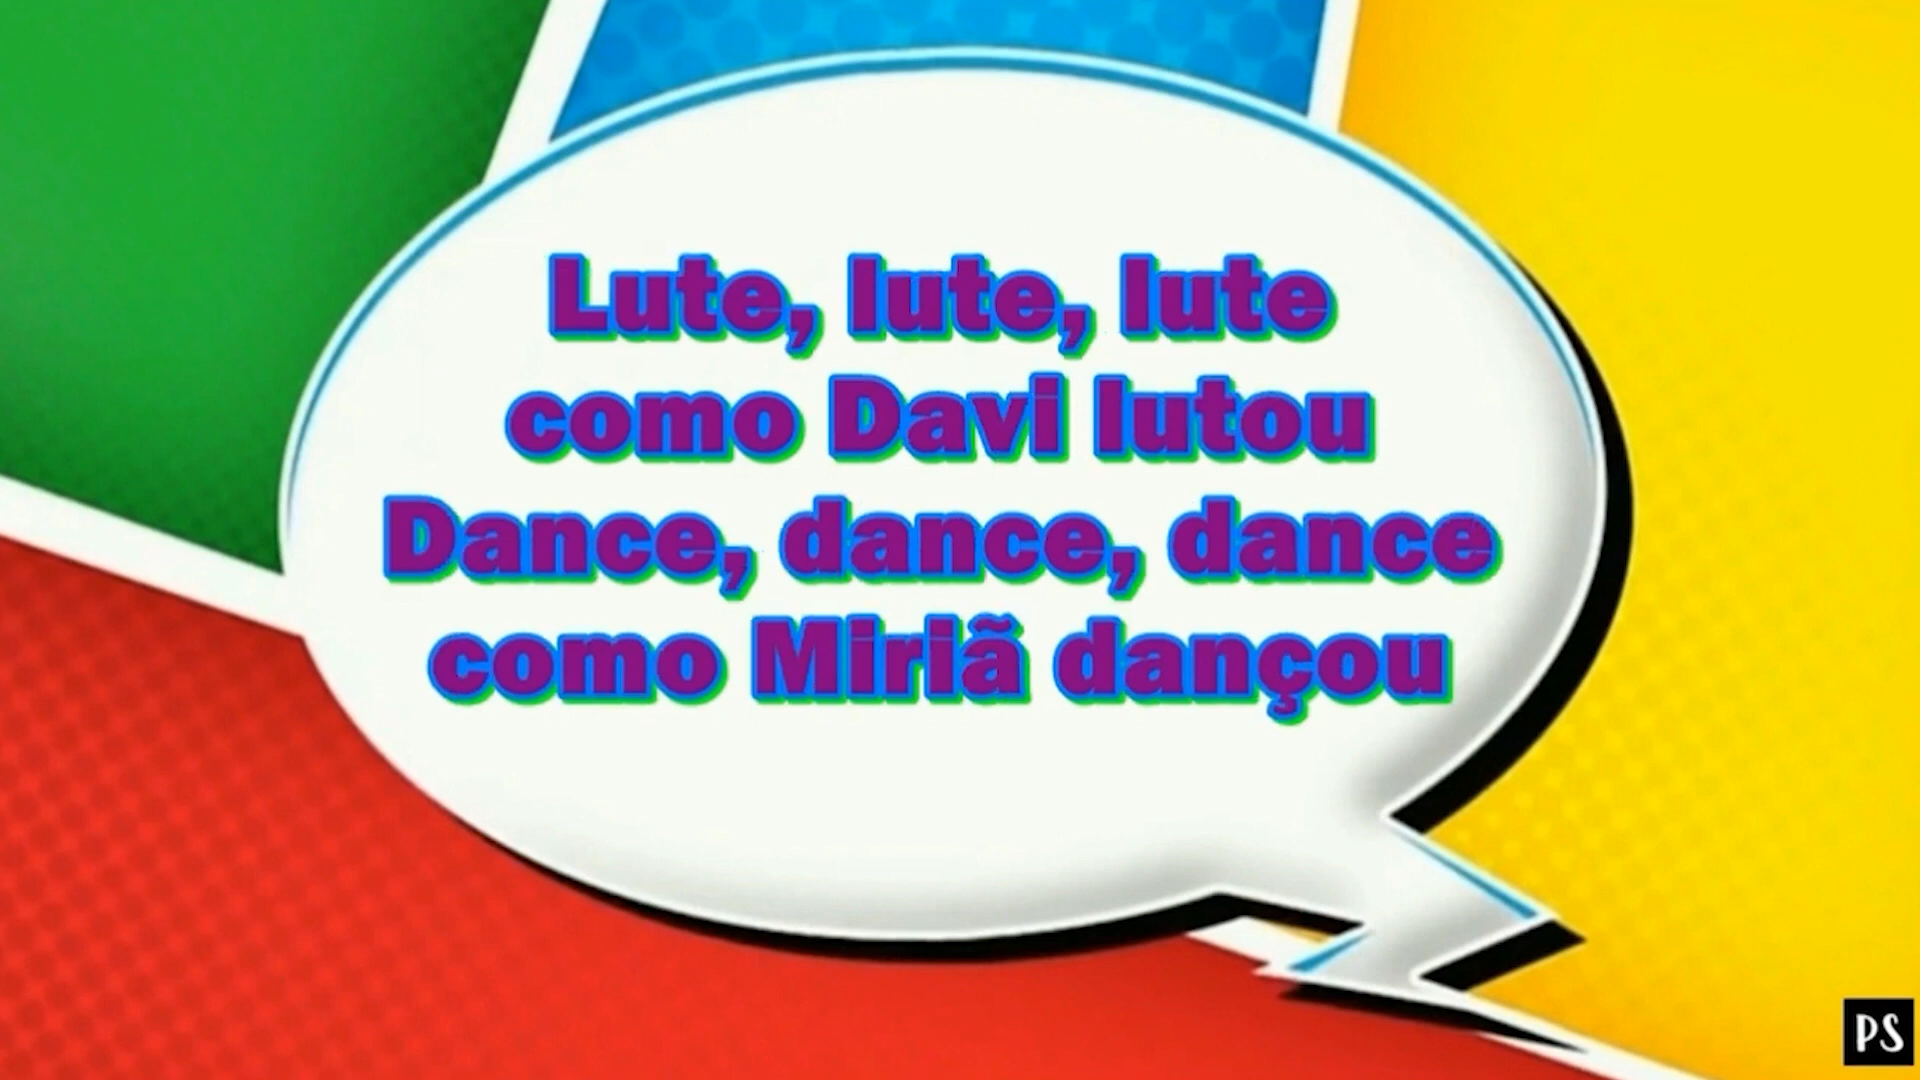 Lute, lute, lute
como Davi lutou
Dance, dance, dance
como Miriã dançou
PS